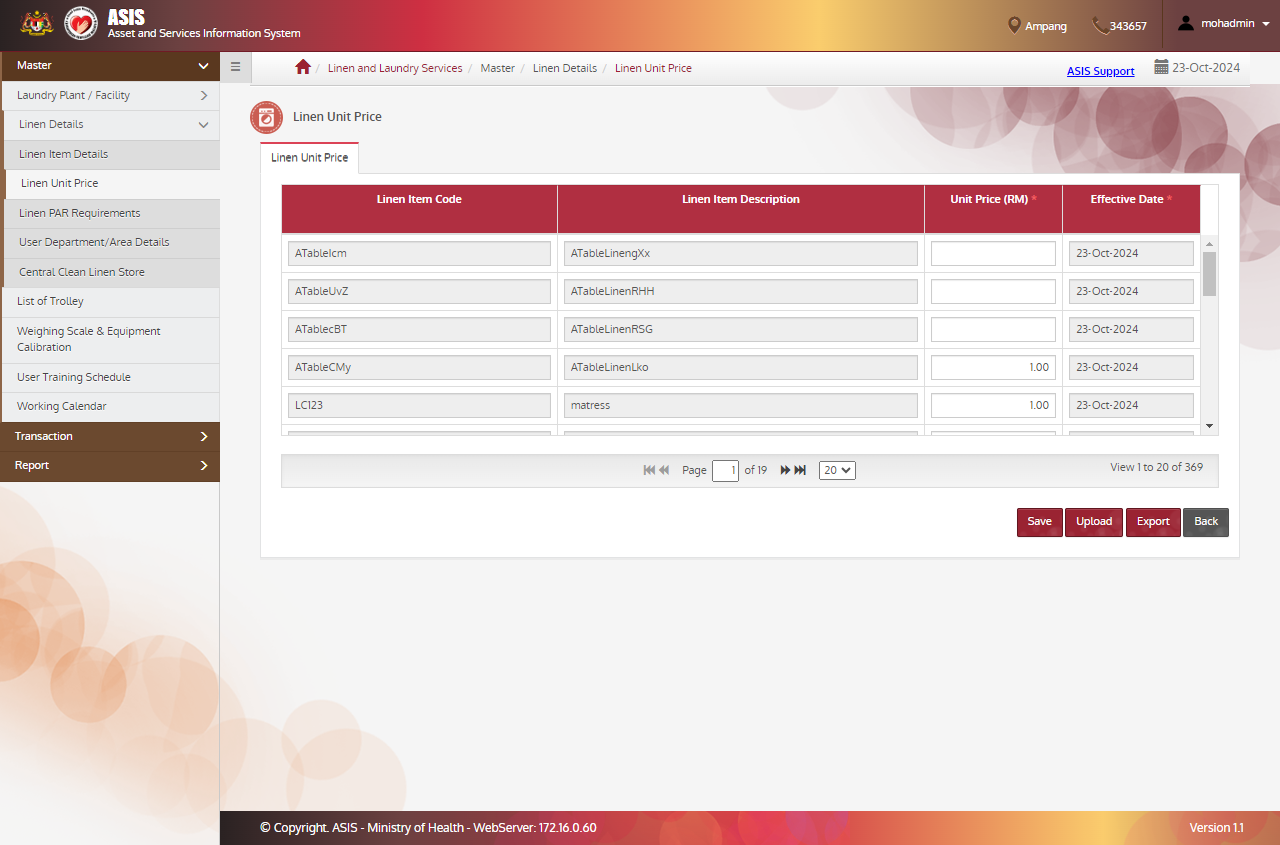 ASIS
Asset and Services Information System
Ampang
343657
mohadmin
Master
Laundry Plant / Facility
Linen Details
Linen Item Details
Linen Unit Price
Linen PAR Requirements
User Department/Area Details
Central Clean Linen Store
List of Trolley
Weighing Scale & Equipment
Calibration
User Training Schedule
Working Calendar
Transaction
Report
/ Linen and Laundry Services / Master / Linen Details / Linen Unit Price
ASIS Support
23-Oct-2024
Linen Unit Price
Linen Unit Price
Linen Item Code Linen Item Description Unit Price (RM) * Effective Date *
ATableIcm ATableLinengXx 23-Oct-2024
ATableUvZ ATableLinenRHH 23-Oct-2024
ATablecBT ATableLinenRSG 23-Oct-2024
ATableCMy ATableLinenLko 1.00 23-Oct-2024
LC123 matress 1.00 23-Oct-2024
Page 1 of 19 20 View 1 to 20 of 369
Save Upload Export Back
© Copyright. ASIS - Ministry of Health - WebServer: 172.16.0.60 Version 1.1